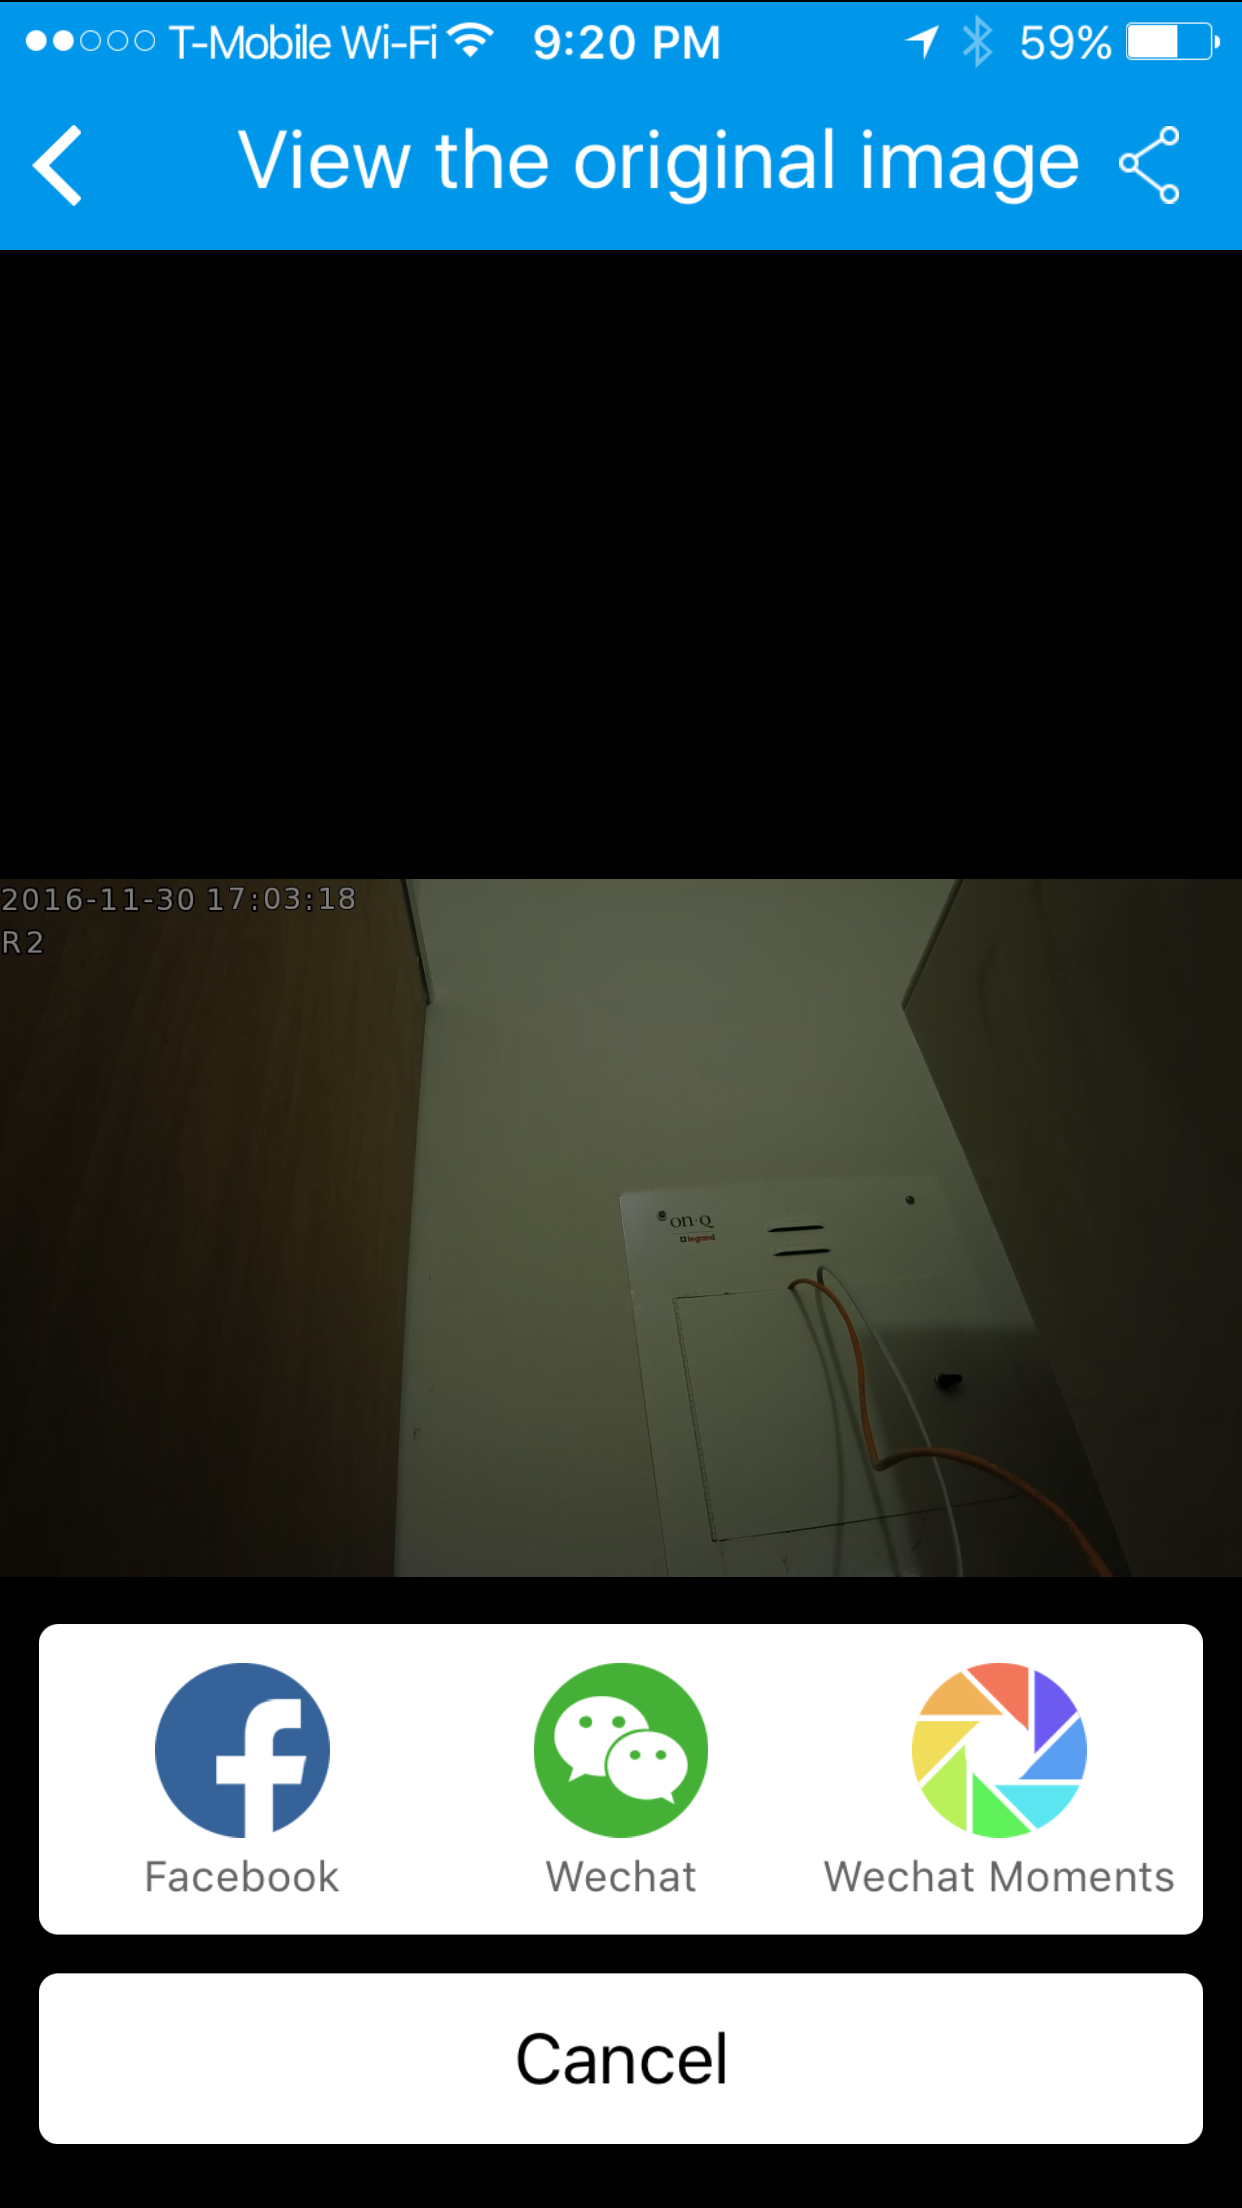 T-Mobile Wi-Fi 9:20 PM 59%
View the original image
2016-11-30 17:03:18
R2
on-Q
legrand
Facebook Wechat Wechat Moments
Cancel